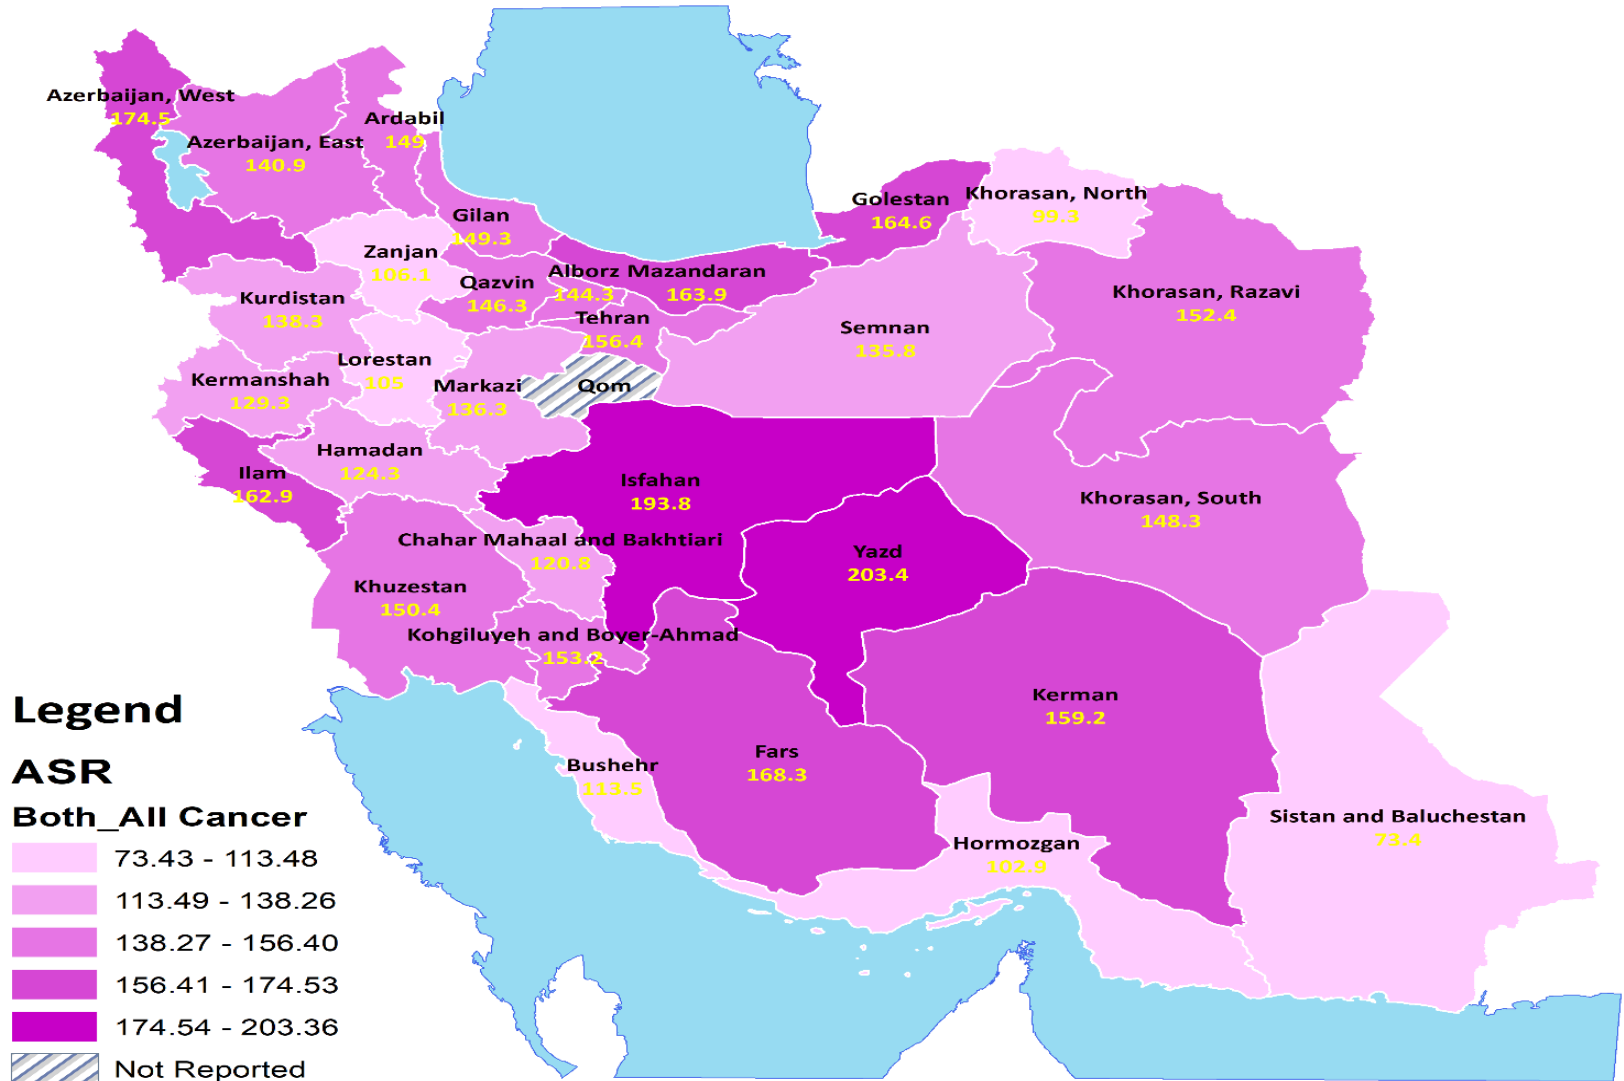 Azerbaijan, West
174.5
Azerbaijan, East
140.9
Ardabil
149
Gilan
149.3
Zanjan
106.1
Qazvin
146.3
Alborz
144.3
Mazandaran
163.9
Golestan
164.6
Khorasan, North
99.3
Khorasan, Razavi
152.4
Kurdistan
138.3
Tehran
156.4
Semnan
135.8
Lorestan
105
Kermanshah
129.3
Markazi
136.3
Qom
Hamadan
124.3
Ilam
162.9
Isfahan
193.8
Khorasan, South
148.3
Chahar Mahaal and Bakhtiari
120.8
Yazd
203.4
Khuzestan
150.4
Kohgiluyeh and Boyer-Ahmad
153.2
Kerman
159.2
Fars
168.3
Bushehr
113.5
Hormozgan
102.9
Sistan and Baluchestan
73.4
Legend
ASR
Both_All Cancer
73.43 - 113.48
113.49 - 138.26
138.27 - 156.40
156.41 - 174.53
174.54 - 203.36
Not Reported